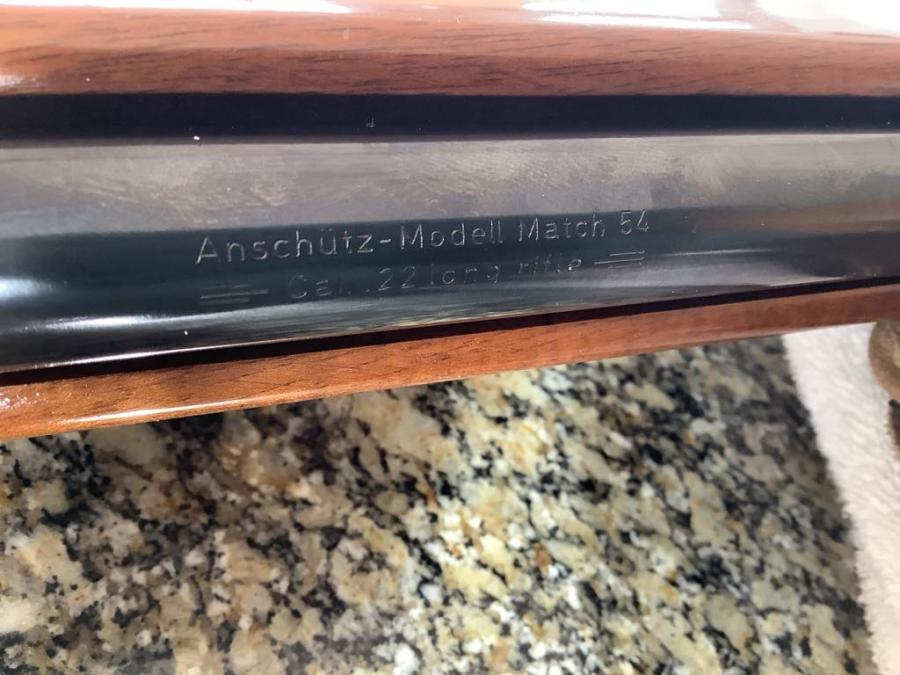 Anschütz-Modell Match 54
Cal. .22 long rifle